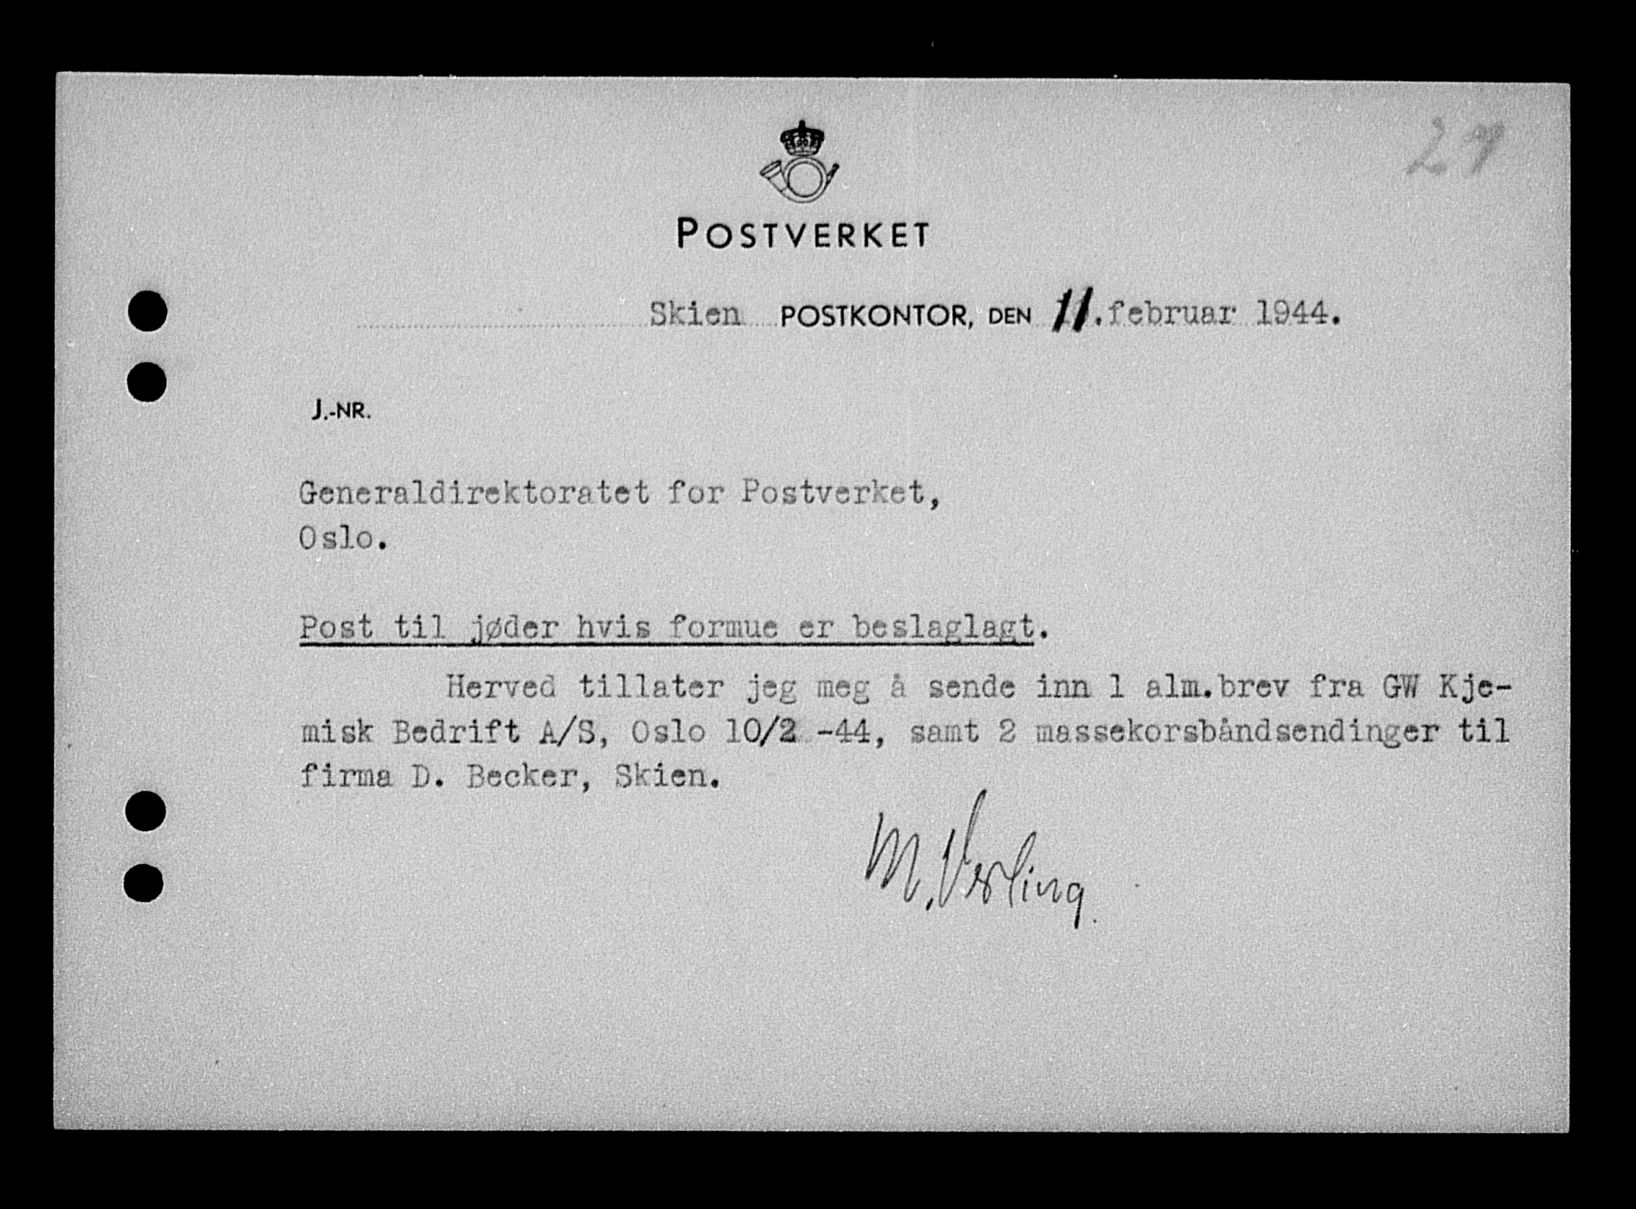 29
POSTVERKET
Skien POSTKONTOR, DEN 11.februar 1944.
J.-NR.
Generaldirektoratet for Postverket,
Oslo.
Post til jøder hvis formue er beslaglagt.
Herved tillater jeg meg å sende inn 1 alm.brev fra GW Kje-
misk Bedrift A/S, Oslo 10/2 -44, samt 2 massekorsbåndsendinger til
firma D. Becker, Skien.